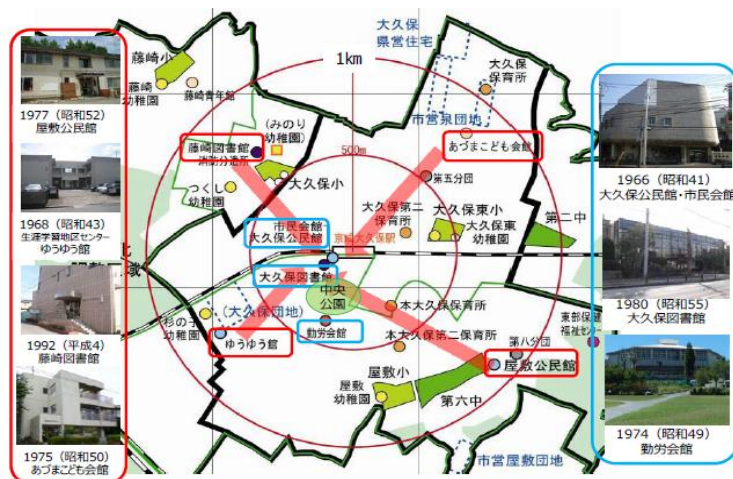 1977（昭和52）
屋敷公民館
1968（昭和43）
生涯学習地区センター
ゆうゆう館
1992（平成4）
藤崎図書館
1975（昭和50）
あづまこども会館
藤崎小
藤崎
幼稚園
藤崎青年館
1km
大久保
県営住宅
大久保
保育所
市営泉団地
(みのり
幼稚園)
藤崎図書館
消防分遣所
500m
あづまこども会館
つくし
幼稚園
大久保小
第五分団
大久保第二
保育所
大久保東小
大久保東
幼稚園
第二中
市民会館
大久保公民館
京成大久保駅
大久保図書館
中央
公園
域
杉の子
幼稚園
(大久保団地)
ゆうゆう館
勤労会館
本大久保保育所
本大久保第二保育所
第八分団
屋敷公民館
東部保健
福祉センター
屋敷小
屋敷
幼稚園
第六中
市営屋敷団地
1966（昭和41）
大久保公民館・市民会館
1980（昭和55）
大久保図書館
1974（昭和49）
勤労会館